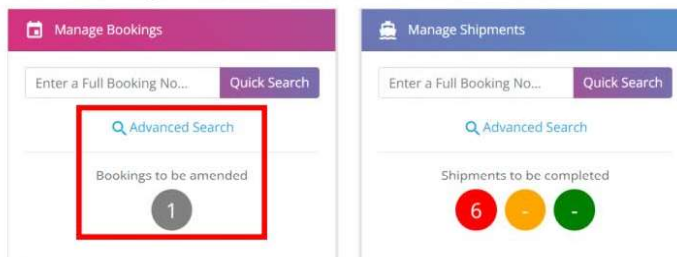 Manage Bookings
Enter a Full Booking No...
Quick Search
Advanced Search
Bookings to be amended
1
Manage Shipments
Enter a Full Booking No...
Quick Search
Advanced Search
Shipments to be completed
6 - -